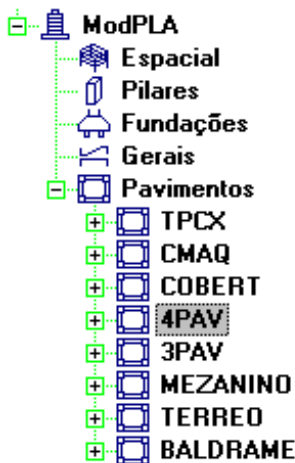 ModPLA
Espacial
Pilares
Fundações
Gerais
Pavimentos
TPCX
CMAQ
COBERT
4PAV
3PAV
MEZANINO
TERREO
BALDRAME